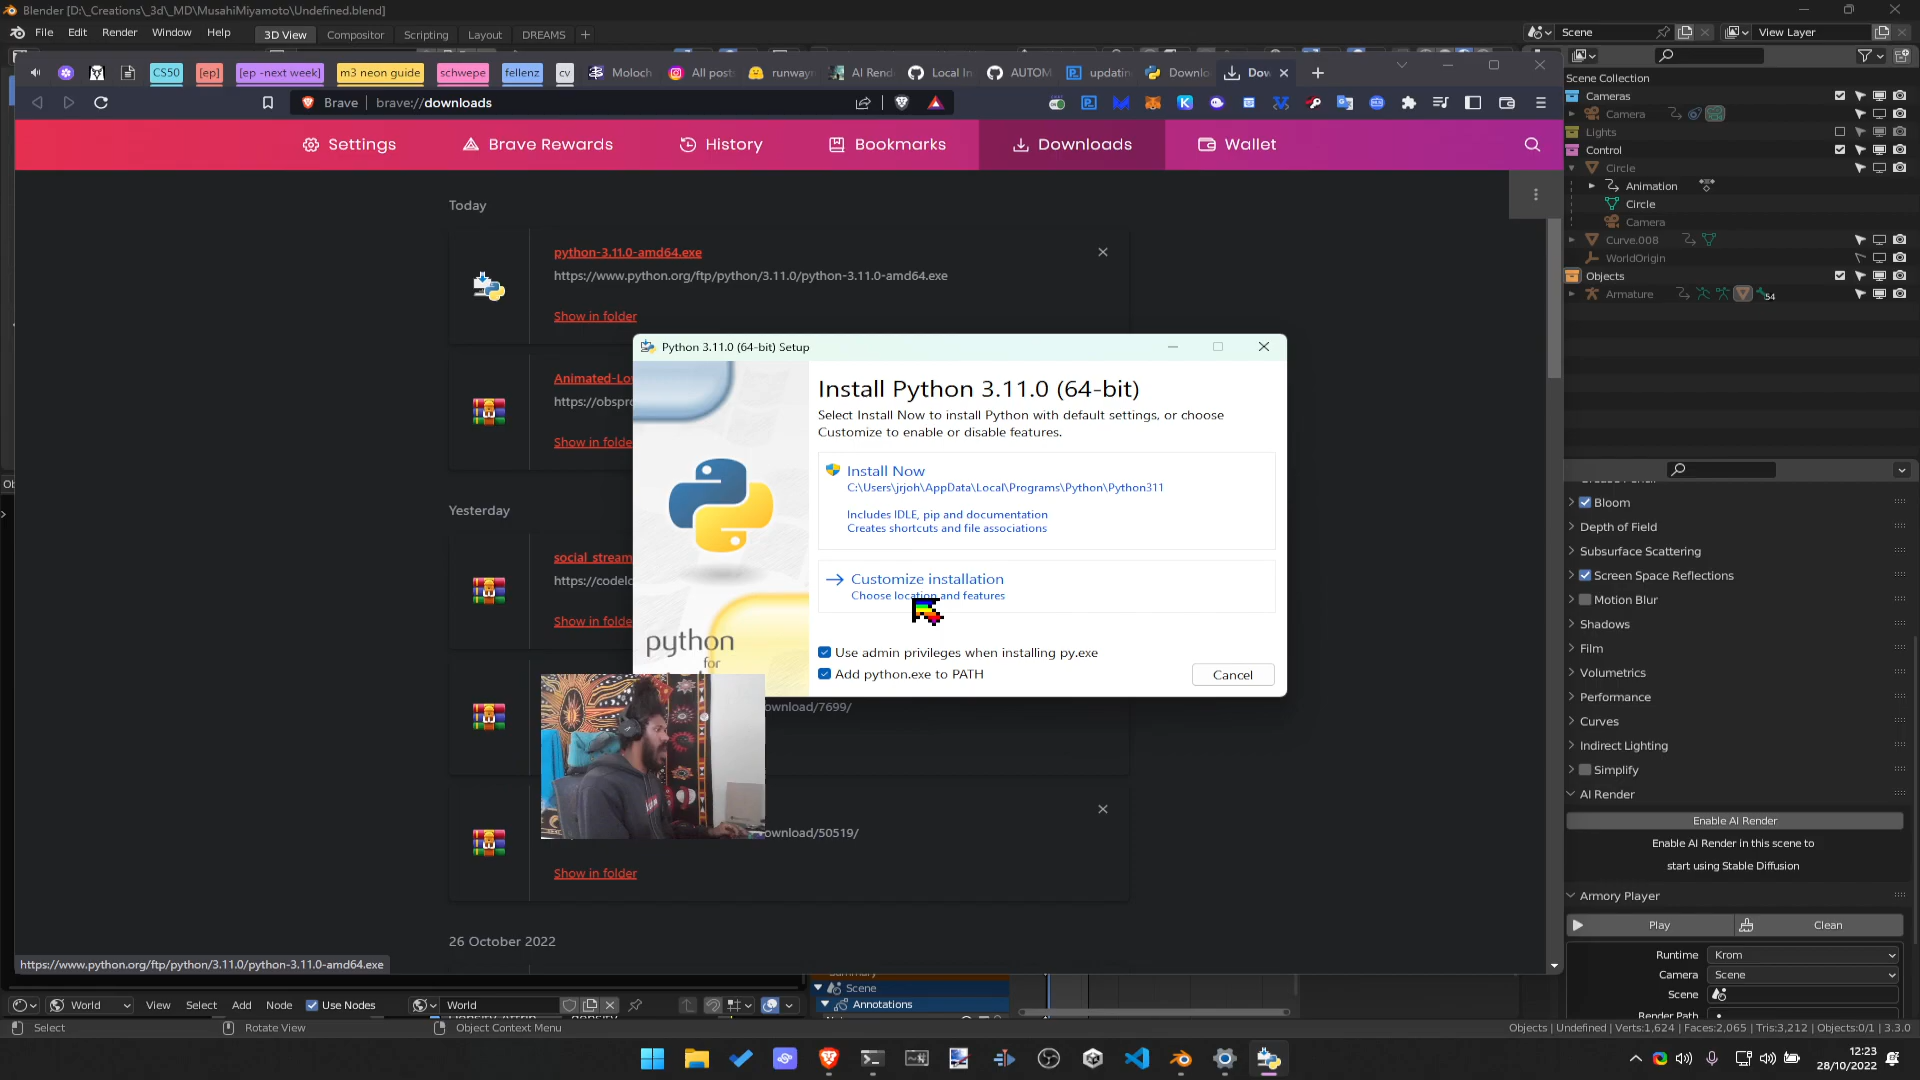 Blender [D:\_Creations\_3d\_MD\MusahiMiyamoto\Undefined.blend]
File Edit Render Window Help 3D View Compositor Scripting Layout DREAMS +
Scene View Layer
CS50 [ep] [ep -next week] m3 neon guide schwepe fellenz cv Moloch All post runway AI Rend Local In AUTOM updatin Downlo Dow
Brave brave://downloads
Settings Brave Rewards History Bookmarks Downloads Wallet
Today
python-3.11.0-amd64.exe
https://www.python.org/ftp/python/3.11.0/python-3.11.0-amd64.exe
Show in folder
Animated-Lo
https://obspro
Show in folde
Yesterday
social_stream
https://codelo
Show in folde
ownload/7699/
ownload/50519/
Show in folder
26 October 2022
https://www.python.org/ftp/python/3.11.0/python-3.11.0-amd64.exe
Python 3.11.0 (64-bit) Setup
Install Python 3.11.0 (64-bit)
Select Install Now to install Python with default settings, or choose
Customize to enable or disable features.
Install Now
C:\Users\jrjoh\AppData\Local\Programs\Python\Python311
Includes IDLE, pip and documentation
Creates shortcuts and file associations
Customize installation
Choose location and features
python
for
Use admin privileges when installing py.exe
Add python.exe to PATH
Cancel
Scene Collection
Cameras
Camera
Lights
Control
Circle
Animation
Circle
Camera
Curve.008
WorldOrigin
Objects
Armature 54
Bloom
Depth of Field
Subsurface Scattering
Screen Space Reflections
Motion Blur
Shadows
Film
Volumetrics
Performance
Curves
Indirect Lighting
Simplify
AI Render
Enable AI Render
Enable AI Render in this scene to
start using Stable Diffusion
Armory Player
Play Clean
Runtime Krom
Camera Scene
Scene
Render Path
Summary
Scene
Annotations
World View Select Add Node Use Nodes World
Select Rotate View Object Context Menu
Objects | Undefined | Verts:1,624 | Faces:2,065 | Tris:3,212 | Objects:0/1 | 3.3.0
12:23
28/10/2022